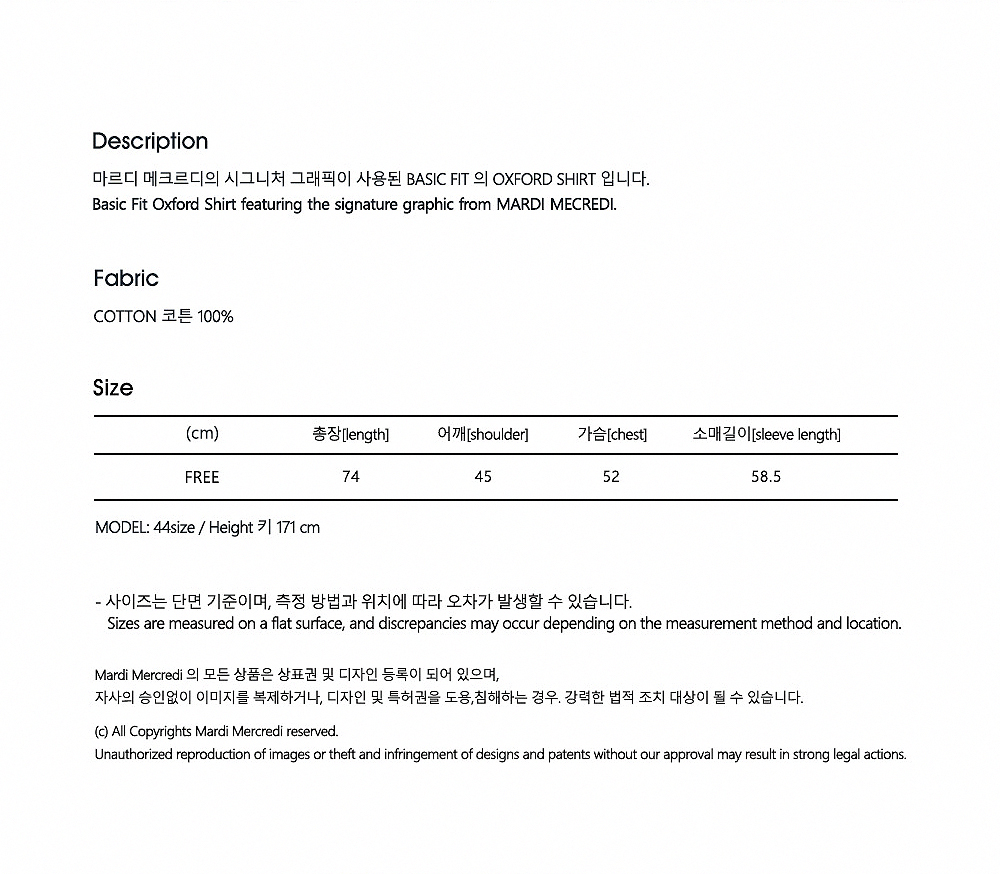 Description
마르디 메크르디의 시그니처 그래픽이 사용된 BASIC FIT 의 OXFORD SHIRT 입니다.
Basic Fit Oxford Shirt featuring the signature graphic from MARDI MECREDI.
Fabric
COTTON 코튼 100%
Size
(cm) 총장[length] 어깨[shoulder] 가슴[chest] 소매길이[sleeve length]
FREE 74 45 52 58.5
MODEL: 44size / Height 키 171 cm
- 사이즈는 단면 기준이며, 측정 방법과 위치에 따라 오차가 발생할 수 있습니다.
Sizes are measured on a flat surface, and discrepancies may occur depending on the measurement method and location.
Mardi Mercredi 의 모든 상품은 상표권 및 디자인 등록이 되어 있으며,
자사의 승인없이 이미지를 복제하거나, 디자인 및 특허권을 도용,침해하는 경우. 강력한 법적 조치 대상이 될 수 있습니다.
(c) All Copyrights Mardi Mercredi reserved.
Unauthorized reproduction of images or theft and infringement of designs and patents without our approval may result in strong legal actions.